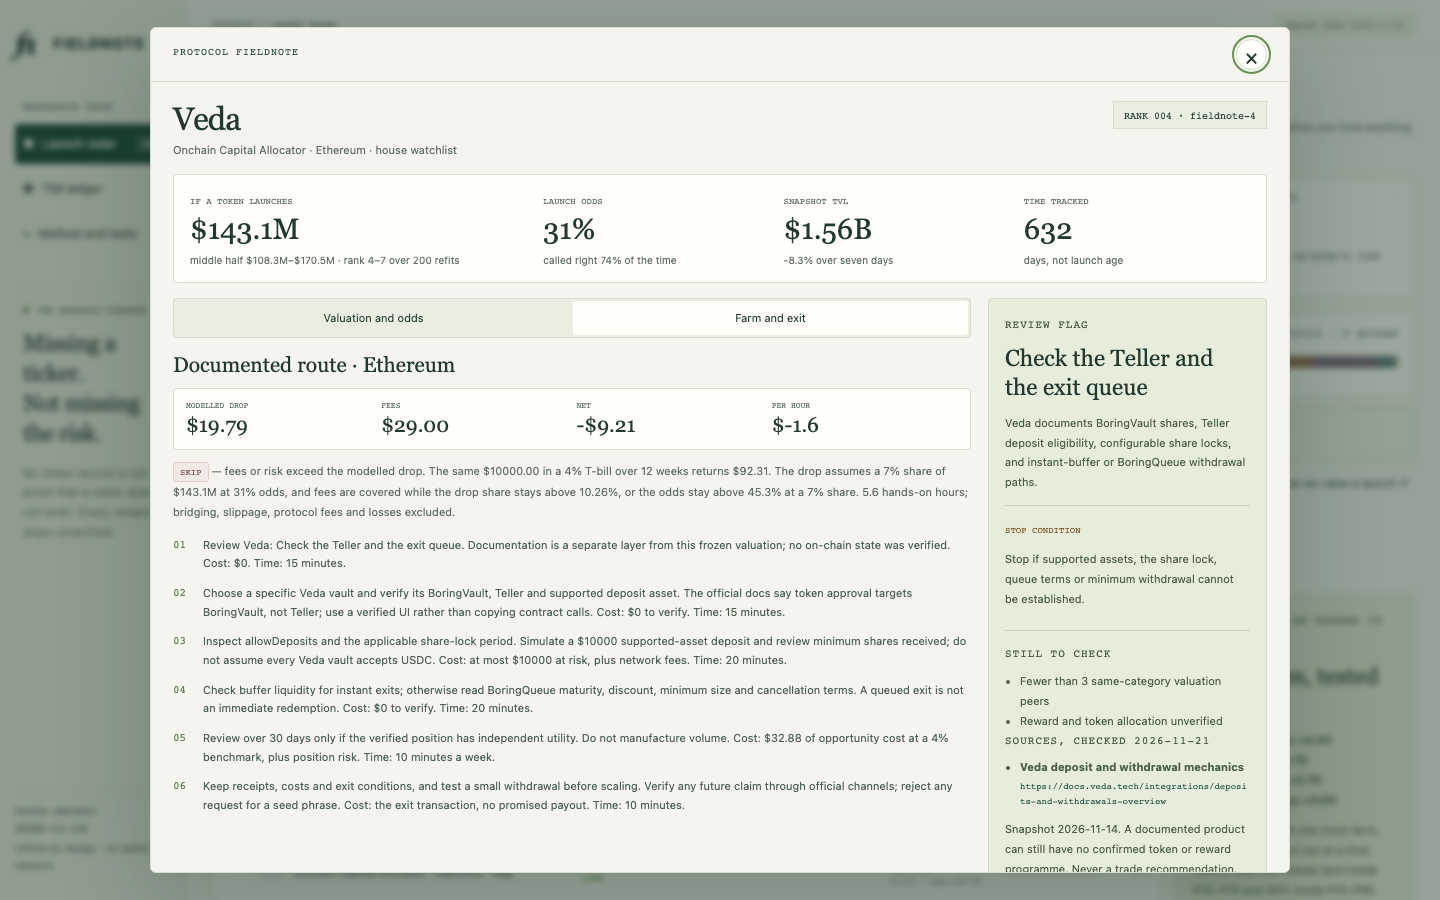 PROTOCOL FIELDNOTE
×
Veda
RANK 004 · fieldnote-4
Onchain Capital Allocator · Ethereum · house watchlist
IF A TOKEN LAUNCHES
$143.1M
middle half $108.3M–$170.5M · rank 4–7 over 200 refits
LAUNCH ODDS
31%
called right 74% of the time
SNAPSHOT TVL
$1.56B
-8.3% over seven days
TIME TRACKED
632
days, not launch age
Valuation and odds
Farm and exit
Documented route · Ethereum
MODELLED DROP
$19.79
FEES
$29.00
NET
-$9.21
PER HOUR
$-1.6
SKIP — fees or risk exceed the modelled drop. The same $10000.00 in a 4% T-bill over 12 weeks returns $92.31. The drop assumes a 7% share of
$143.1M at 31% odds, and fees are covered while the drop share stays above 10.26%, or the odds stay above 45.3% at a 7% share. 5.6 hands-on hours;
bridging, slippage, protocol fees and losses excluded.
01 Review Veda: Check the Teller and the exit queue. Documentation is a separate layer from this frozen valuation; no on-chain state was verified.
Cost: $0. Time: 15 minutes.
02 Choose a specific Veda vault and verify its BoringVault, Teller and supported deposit asset. The official docs say token approval targets
BoringVault, not Teller; use a verified UI rather than copying contract calls. Cost: $0 to verify. Time: 15 minutes.
03 Inspect allowDeposits and the applicable share-lock period. Simulate a $10000 supported-asset deposit and review minimum shares received; do
not assume every Veda vault accepts USDC. Cost: at most $10000 at risk, plus network fees. Time: 20 minutes.
04 Check buffer liquidity for instant exits; otherwise read BoringQueue maturity, discount, minimum size and cancellation terms. A queued exit is not
an immediate redemption. Cost: $0 to verify. Time: 20 minutes.
05 Review over 30 days only if the verified position has independent utility. Do not manufacture volume. Cost: $32.88 of opportunity cost at a 4%
benchmark, plus position risk. Time: 10 minutes a week.
06 Keep receipts, costs and exit conditions, and test a small withdrawal before scaling. Verify any future claim through official channels; reject any
request for a seed phrase. Cost: the exit transaction, no promised payout. Time: 10 minutes.
REVIEW FLAG
Check the Teller and
the exit queue
Veda documents BoringVault shares, Teller
deposit eligibility, configurable share locks,
and instant-buffer or BoringQueue withdrawal
paths.
STOP CONDITION
Stop if supported assets, the share lock,
queue terms or minimum withdrawal cannot
be established.
STILL TO CHECK
• Fewer than 3 same-category valuation
peers
• Reward and token allocation unverified
SOURCES, CHECKED 2026-11-21
• Veda deposit and withdrawal mechanics
https://docs.veda.tech/integrations/deposi
ts-and-withdrawals-overview
Snapshot 2026-11-14. A documented product
can still have no confirmed token or reward
programme. Never a trade recommendation.
FIELDNOTE
Launch radar
Method and tests
Missing a
ticker.
Not missing
the risk.